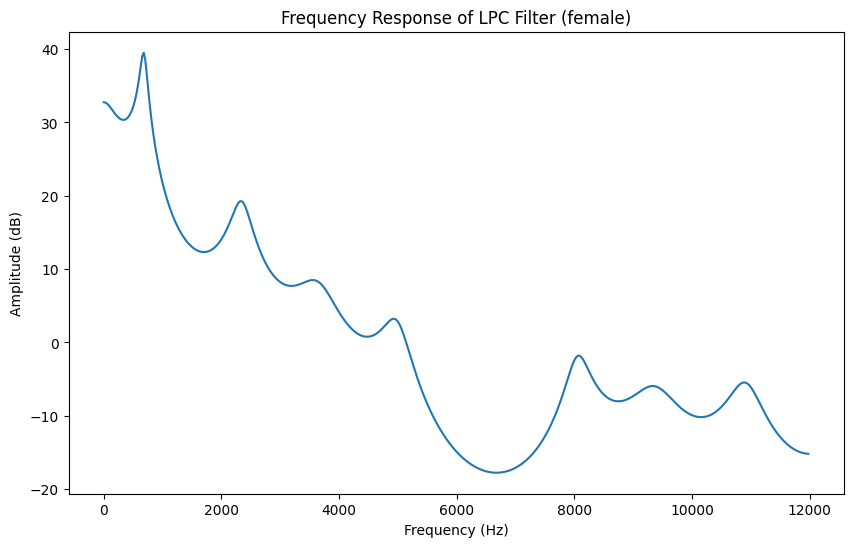 Frequency Response of LPC Filter (female)
Amplitude (dB)
40
30
20
10
0
−10
−20
0 2000 4000 6000 8000 10000 12000
Frequency (Hz)